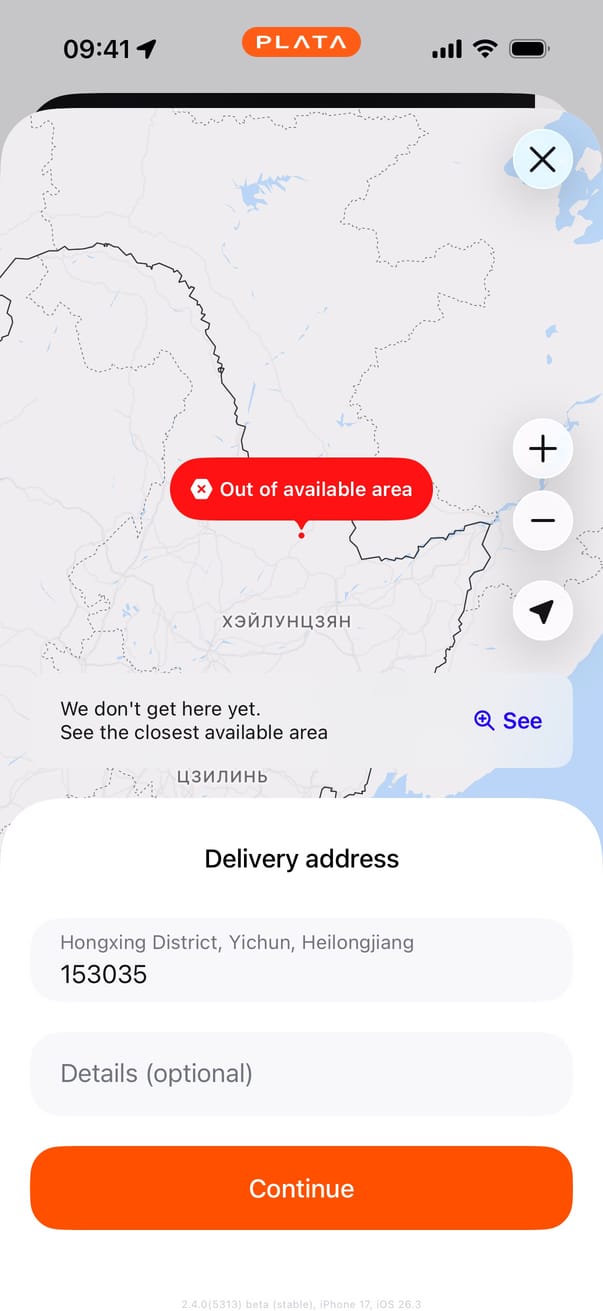 09:41
PLATA
Out of available area
ХЭЙЛУНЦЗЯН
We don't get here yet.
See the closest available area
See
ЦЗИЛИНЬ
Delivery address
Hongxing District, Yichun, Heilongjiang
153035
Details (optional)
Continue
2.4.0(5313) beta (stable), iPhone 17, iOS 26.3